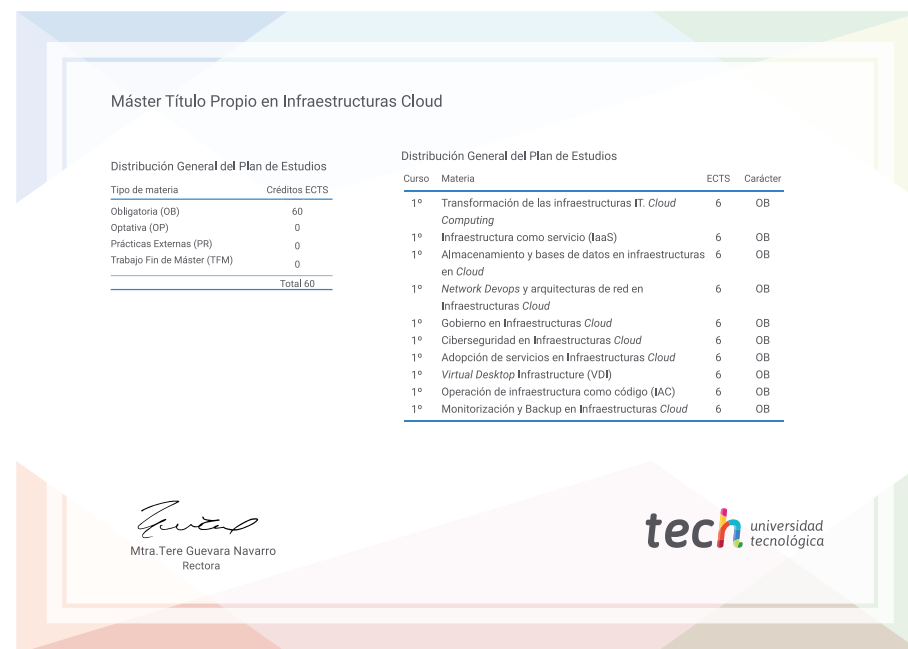 Máster Título Propio en Infraestructuras Cloud
Distribución General del Plan de Estudios
Tipo de materia Créditos ECTS
Obligatoria (OB) 60
Optativa (OP) 0
Prácticas Externas (PR) 0
Trabajo Fin de Máster (TFM) 0
Total 60
Distribución General del Plan de Estudios
Curso Materia ECTS Carácter
1º Transformación de las infraestructuras IT. Cloud 6 OB
Computing
1º Infraestructura como servicio (IaaS) 6 OB
1º Almacenamiento y bases de datos en infraestructuras 6 OB
en Cloud
1º Network Devops y arquitecturas de red en 6 OB
Infraestructuras Cloud
1º Gobierno en Infraestructuras Cloud 6 OB
1º Ciberseguridad en Infraestructuras Cloud 6 OB
1º Adopción de servicios en Infraestructuras Cloud 6 OB
1º Virtual Desktop Infrastructure (VDI) 6 OB
1º Operación de infraestructura como código (IAC) 6 OB
1º Monitorización y Backup en Infraestructuras Cloud 6 OB
Mtra.Tere Guevara Navarro
Rectora
tech universidad
tecnológica